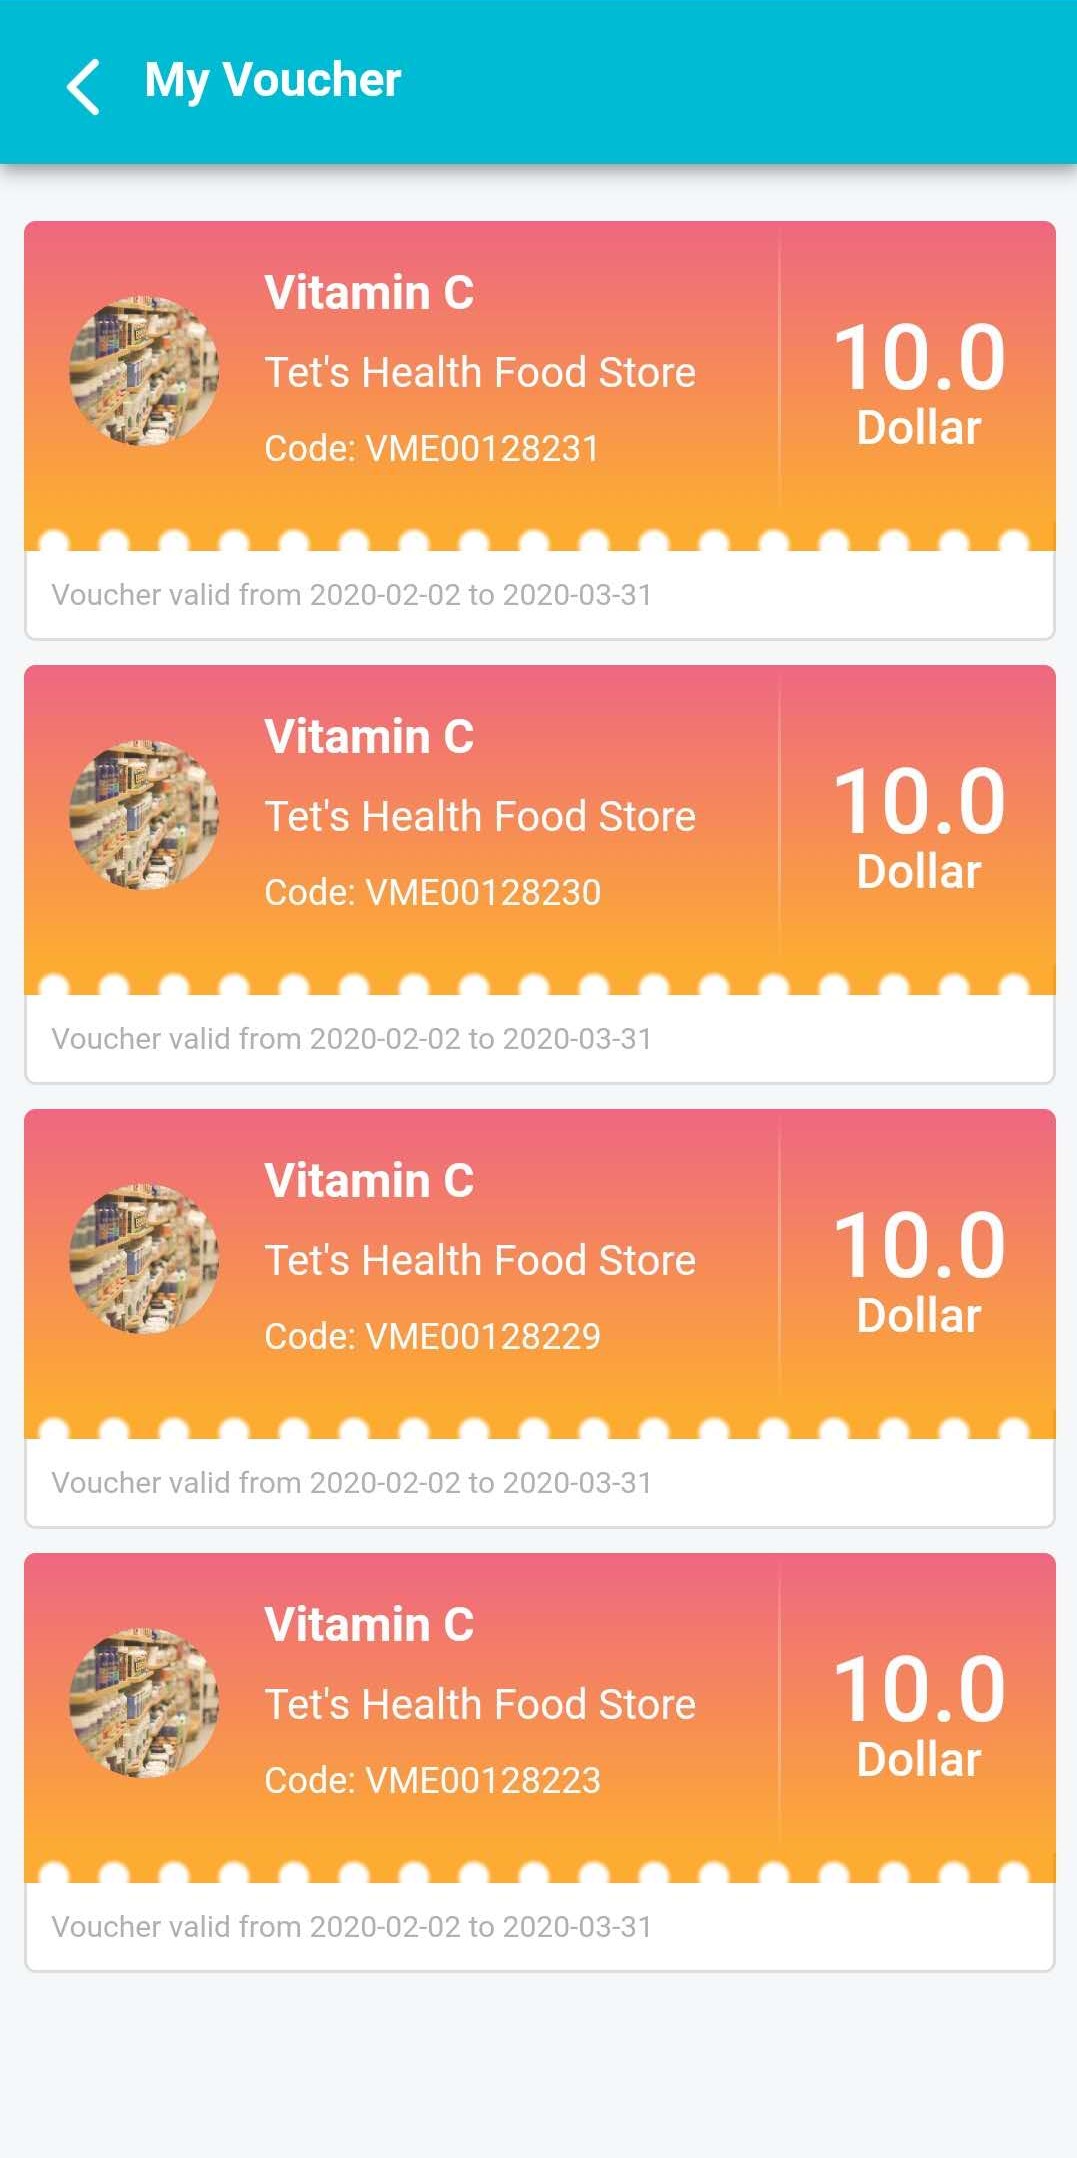 My Voucher
Vitamin C
Tet's Health Food Store
Code: VME00128231
10.0
Dollar
Voucher valid from 2020-02-02 to 2020-03-31
Vitamin C
Tet's Health Food Store
Code: VME00128230
10.0
Dollar
Voucher valid from 2020-02-02 to 2020-03-31
Vitamin C
Tet's Health Food Store
Code: VME00128229
10.0
Dollar
Voucher valid from 2020-02-02 to 2020-03-31
Vitamin C
Tet's Health Food Store
Code: VME00128223
10.0
Dollar
Voucher valid from 2020-02-02 to 2020-03-31